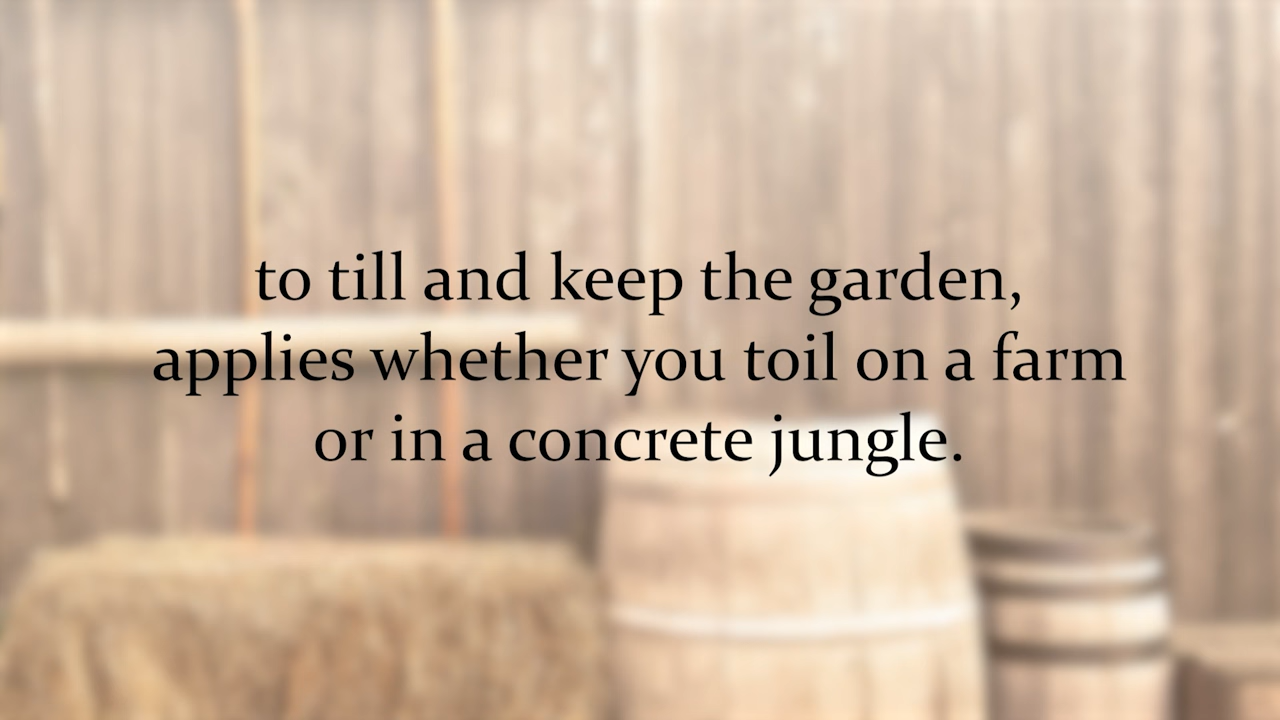 to till and keep the garden,
applies whether you toil on a farm
or in a concrete jungle.